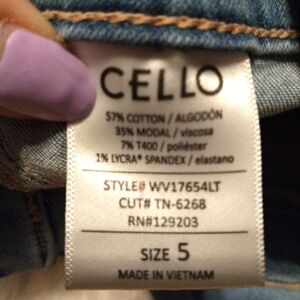 CELLO
57% COTTON / ALGODÓN
35% MODAL / viscosa
7% T400 / poliéster
1% LYCRA® SPANDEX / elastano
STYLE# WV17654LT
CUT# TN-6268
RN#129203
SIZE 5
MADE IN VIETNAM